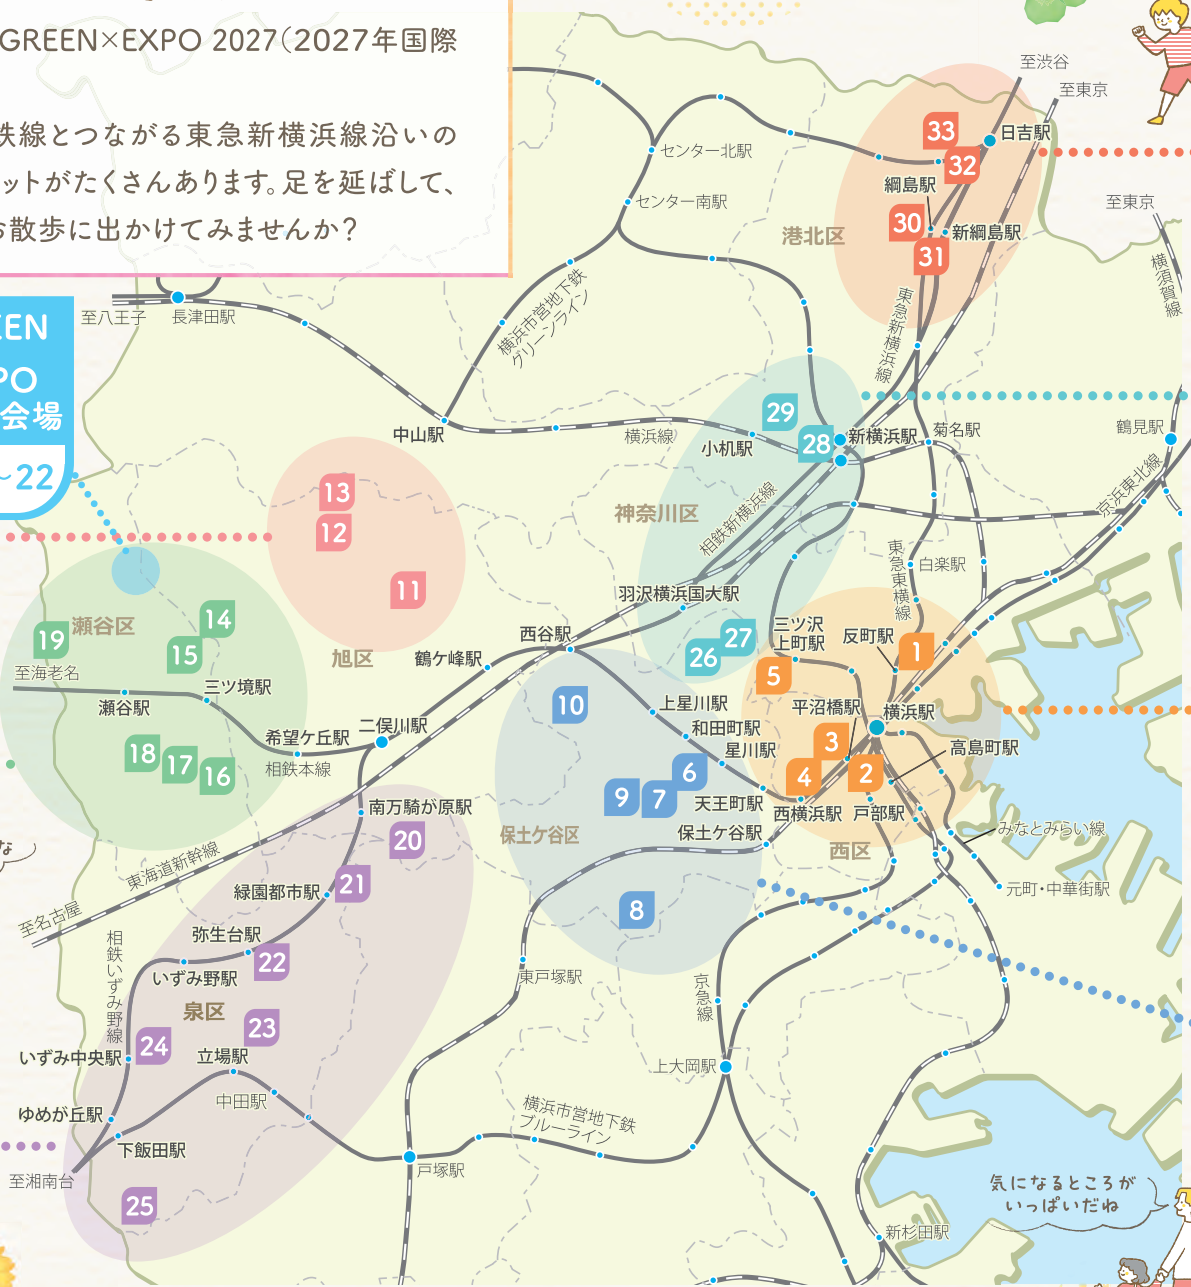 GREEN×EXPO 2027(2027年国際
鉄線とつながる東急新横浜線沿いの
ットがたくさんあります。足を延ばして、
お散歩に出かけてみませんか?
EEN
PO
会場
~22
至渋谷
至東京
33
日吉駅
32
綱島駅
30
新綱島駅
31
港北区
至東京
横須賀線
東急新横浜線
センター北駅
センター南駅
横浜市営地下鉄
グリーンライン
至八王子
長津田駅
中山駅
横浜線
小机駅
29
28
新横浜駅
菊名駅
鶴見駅
京浜東北線
神奈川区
相鉄新横浜線
東急東横線
白楽駅
羽沢横浜国大駅
13
12
11
旭区
瀬谷区
14
15
19
至海老名
瀬谷駅
三ツ境駅
18
17
16
希望ケ丘駅
相鉄本線
二俣川駅
鶴ケ峰駅
西谷駅
26
27
三ツ沢
上町駅
反町駅
1
5
平沼橋駅
横浜駅
3
4
2
高島町駅
西横浜駅
戸部駅
西区
みなとみらい線
元町・中華街駅
10
上星川駅
和田町駅
星川駅
6
9
7
天王町駅
保土ケ谷区
保土ケ谷駅
8
な
南万騎が原駅
20
東海道新幹線
至名古屋
緑園都市駅
21
弥生台駅
22
いずみ野駅
相鉄いずみ野線
泉区
23
24
いずみ中央駅
立場駅
中田駅
ゆめが丘駅
下飯田駅
至湘南台
25
東戸塚駅
京急線
上大岡駅
横浜市営地下鉄
ブルーライン
戸塚駅
新杉田駅
気になるところが
いっぱいだね